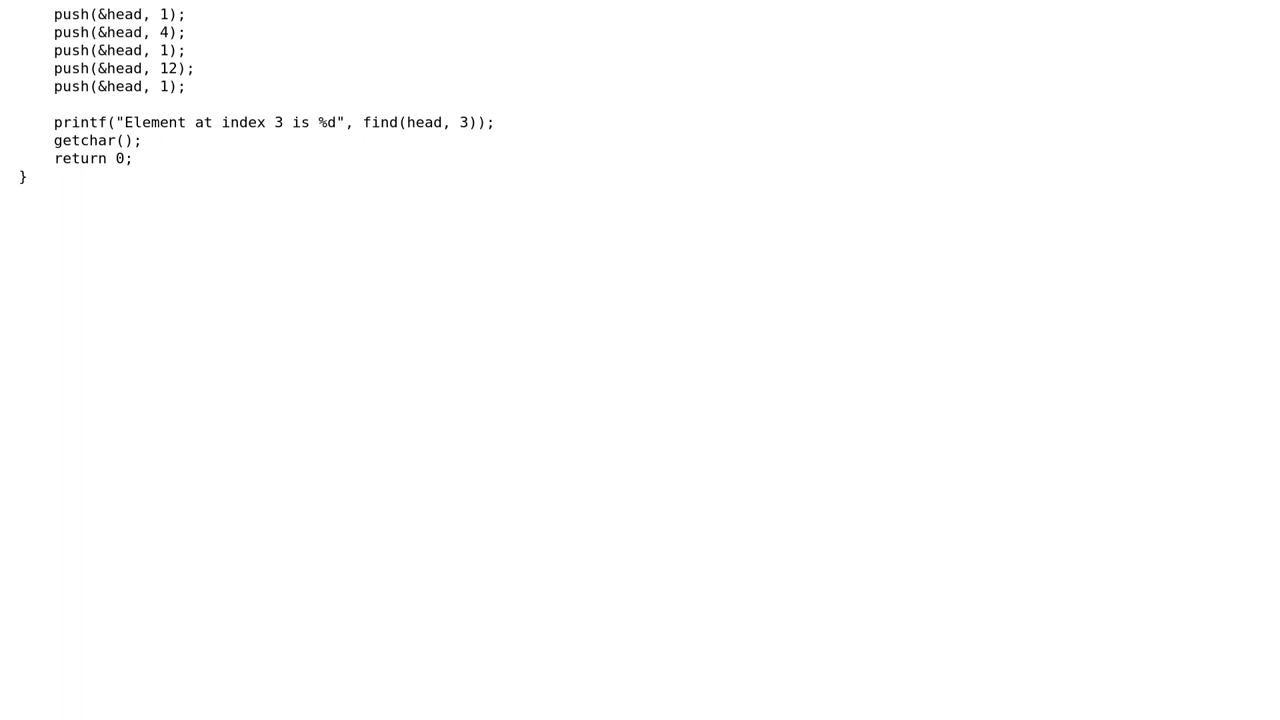 push(&head, 1);
push(&head, 4);
push(&head, 1);
push(&head, 12);
push(&head, 1);
printf("Element at index 3 is %d", find(head, 3));
getchar();
return 0;
}